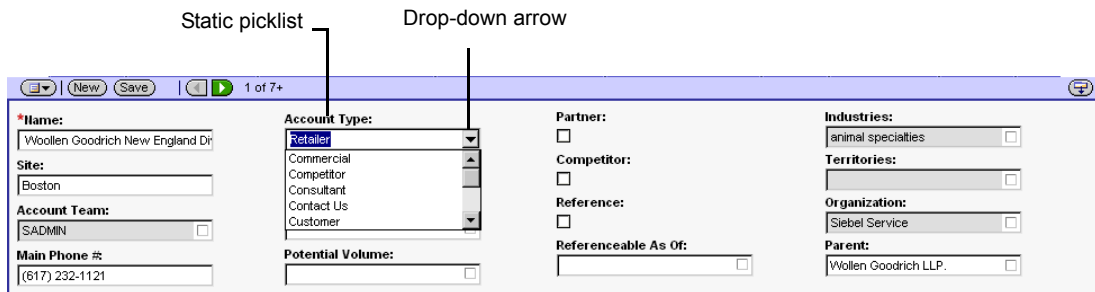 Static picklist
Drop-down arrow
New
Save
1 of 7+
*Name:
Woollen Goodrich New England Di
Site:
Boston
Account Team:
SADMIN
Main Phone #:
(617) 232-1121
Account Type:
Retailer
Commercial
Competitor
Consultant
Contact Us
Customer
Potential Volume:
Partner:
Competitor:
Reference:
Referenceable As Of:
Industries:
animal specialties
Territories:
Organization:
Siebel Service
Parent:
Wollen Goodrich LLP.